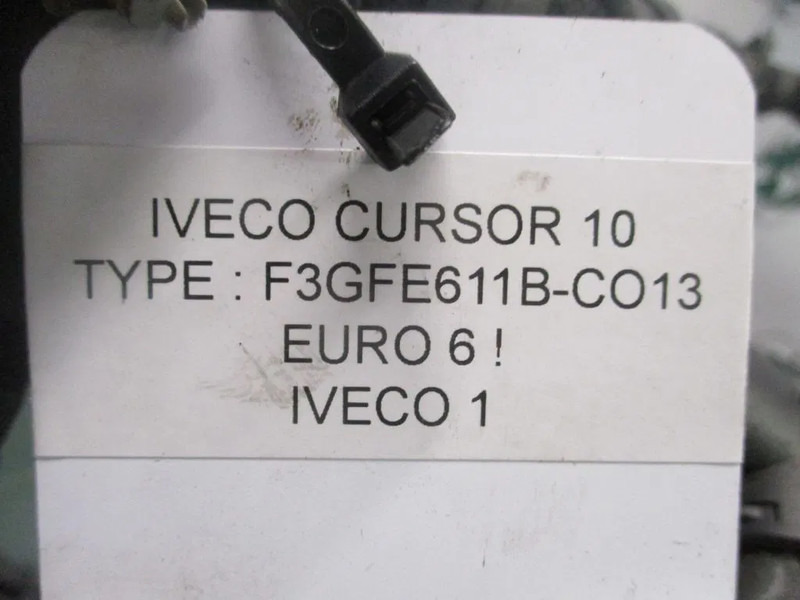 IVECO CURSOR 10
TYPE : F3GFE611B-CO13
EURO 6 !
IVECO 1